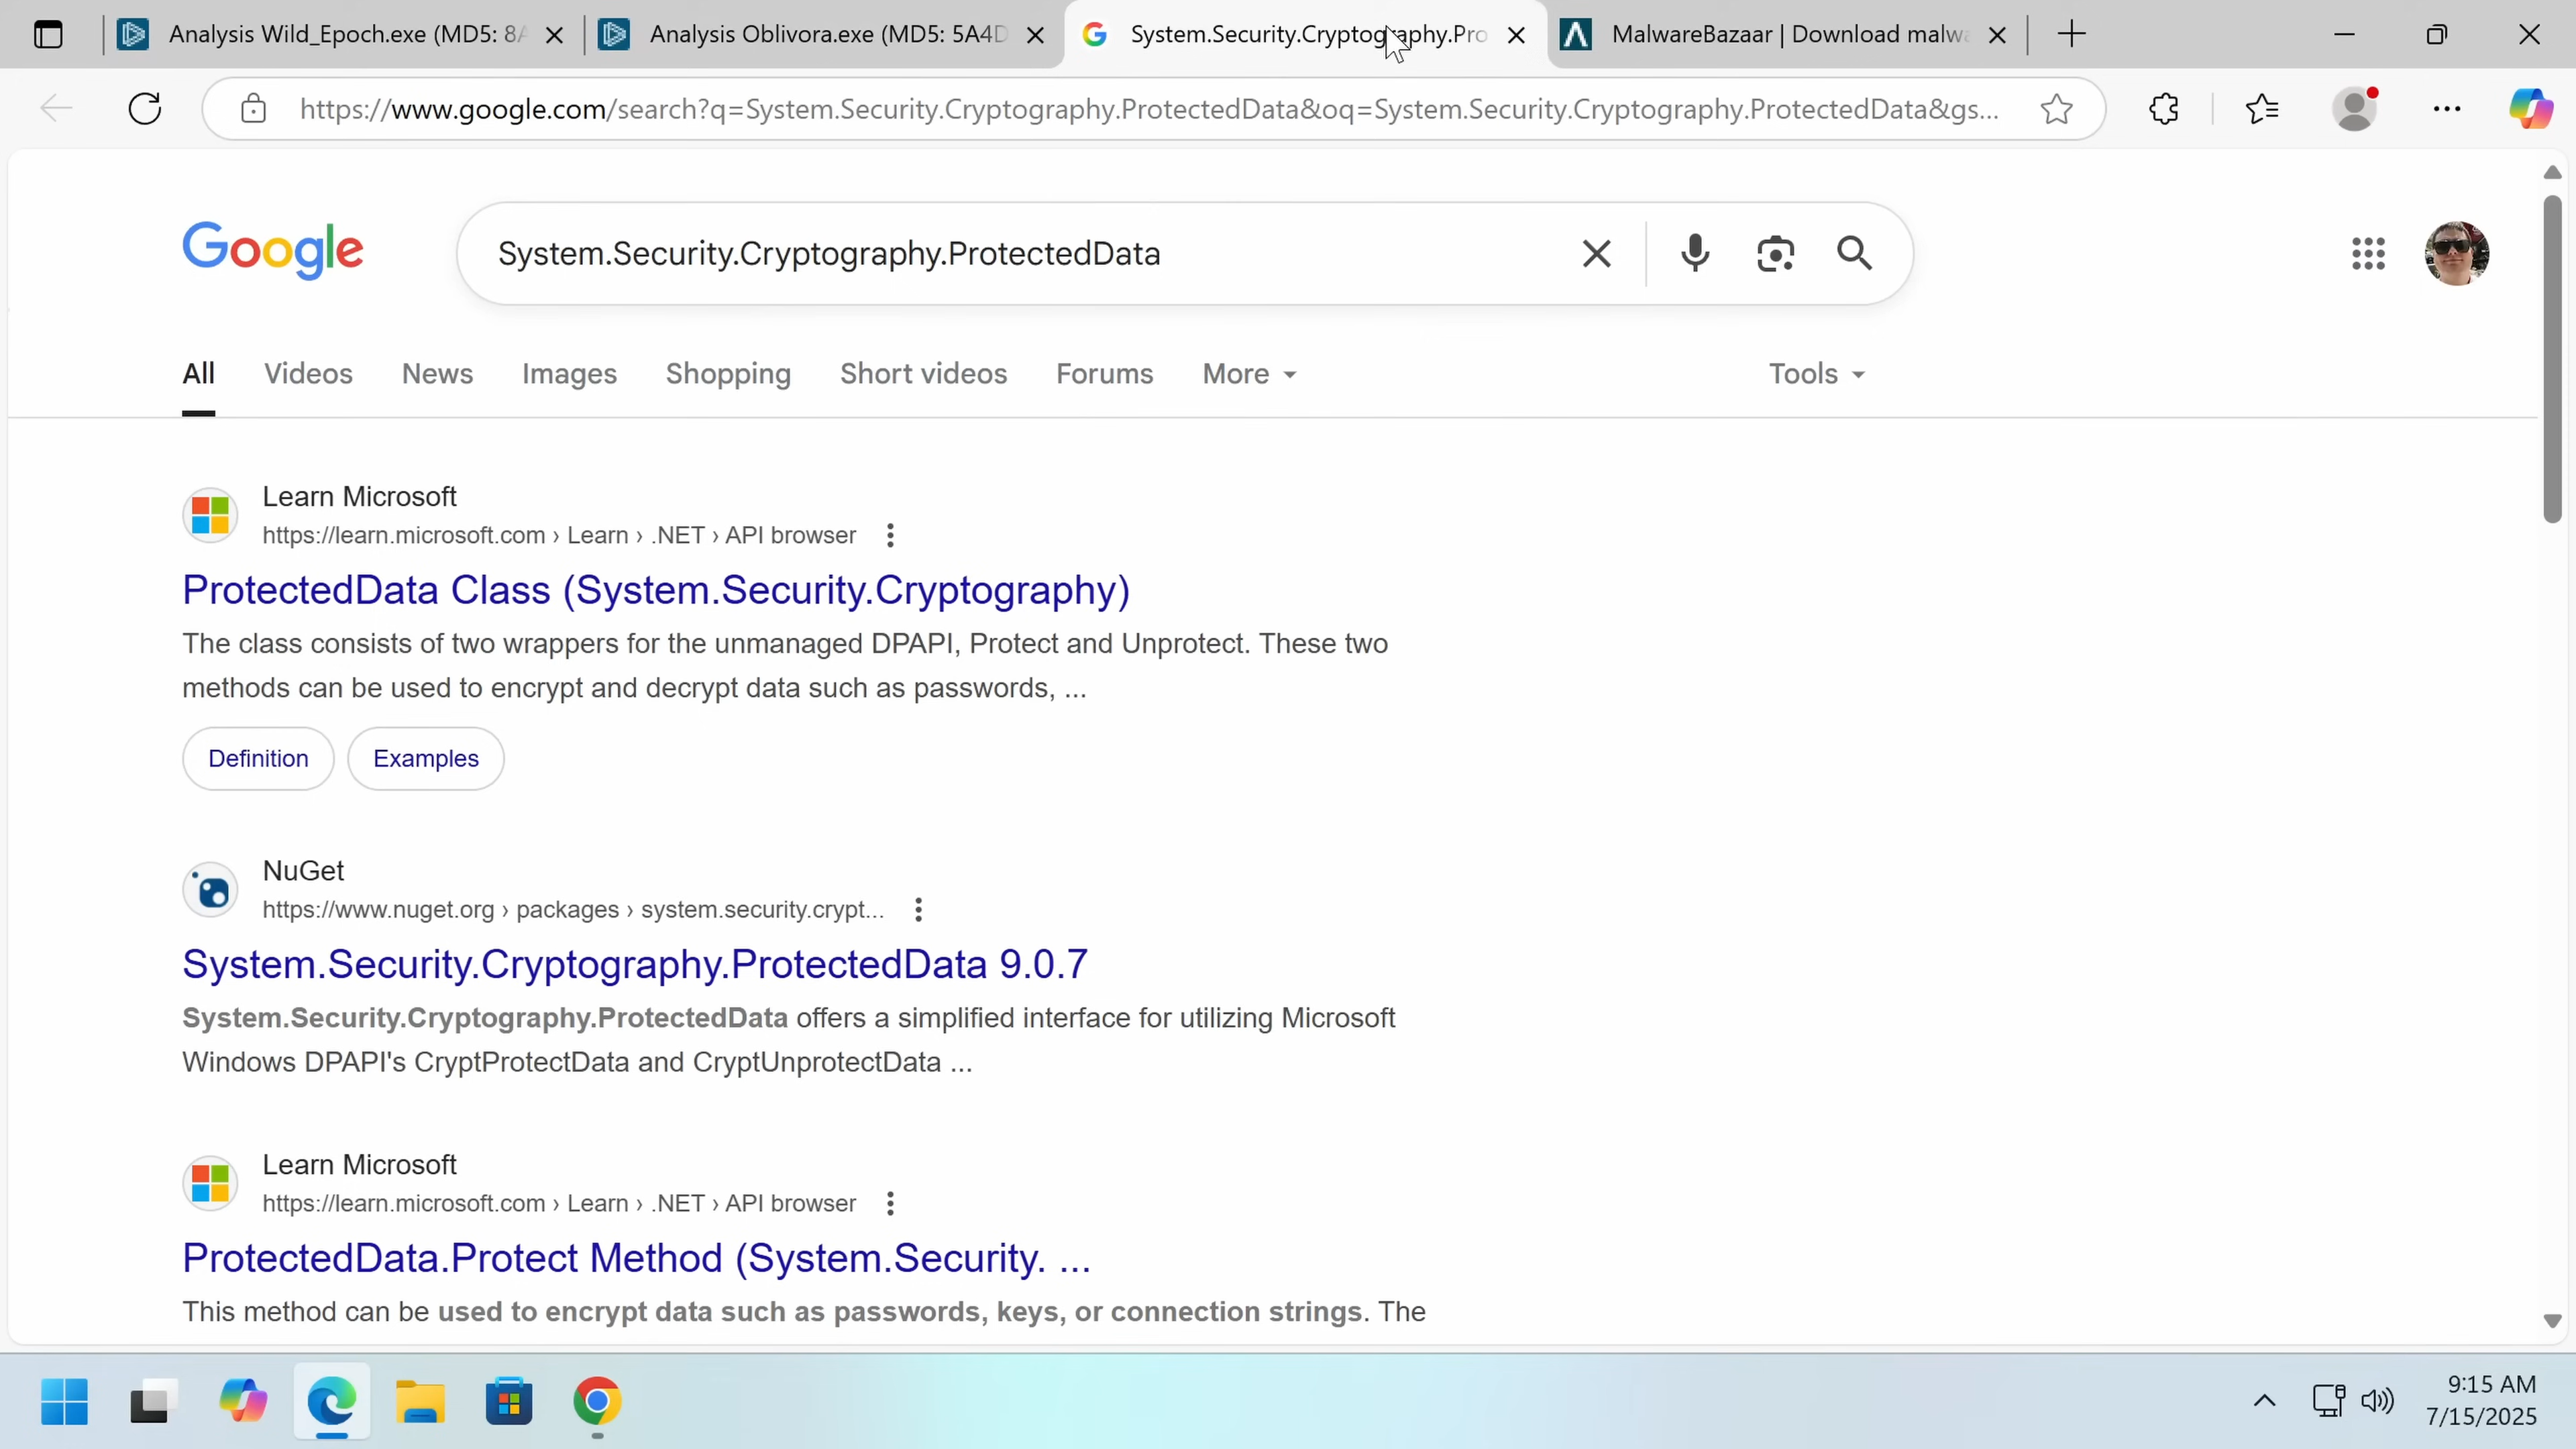 Analysis Wild_Epoch.exe (MD5: 8A
Analysis Oblivora.exe (MD5: 5A4D
System.Security.Cryptography.Pro
MalwareBazaar | Download malwa
https://www.google.com/search?q=System.Security.Cryptography.ProtectedData&oq=System.Security.Cryptography.ProtectedData&gs...
Google
System.Security.Cryptography.ProtectedData
All Videos News Images Shopping Short videos Forums More Tools
Learn Microsoft
https://learn.microsoft.com › Learn › .NET › API browser
ProtectedData Class (System.Security.Cryptography)
The class consists of two wrappers for the unmanaged DPAPI, Protect and Unprotect. These two
methods can be used to encrypt and decrypt data such as passwords, ...
Definition Examples
NuGet
https://www.nuget.org › packages › system.security.crypt...
System.Security.Cryptography.ProtectedData 9.0.7
System.Security.Cryptography.ProtectedData offers a simplified interface for utilizing Microsoft
Windows DPAPI's CryptProtectData and CryptUnprotectData ...
Learn Microsoft
https://learn.microsoft.com › Learn › .NET › API browser
ProtectedData.Protect Method (System.Security. ...
This method can be used to encrypt data such as passwords, keys, or connection strings. The
9:15 AM
7/15/2025